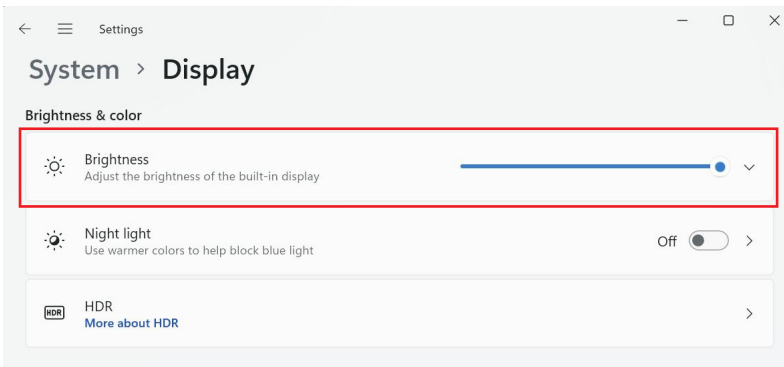 Settings
System > Display
Brightness & color
Brightness
Adjust the brightness of the built-in display
Night light
Use warmer colors to help block blue light
Off
HDR
HDR
More about HDR